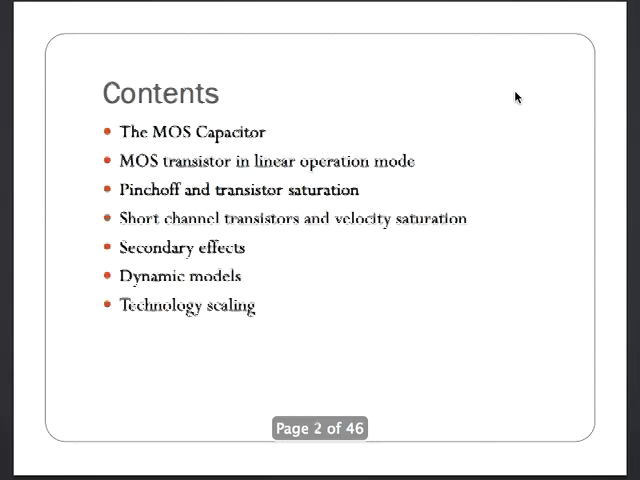 Contents
The MOS Capacitor
MOS transistor in linear operation mode
Pinchoff and transistor saturation
Short channel transistors and velocity saturation
Secondary effects
Dynamic models
Technology scaling
Page 2 of 46